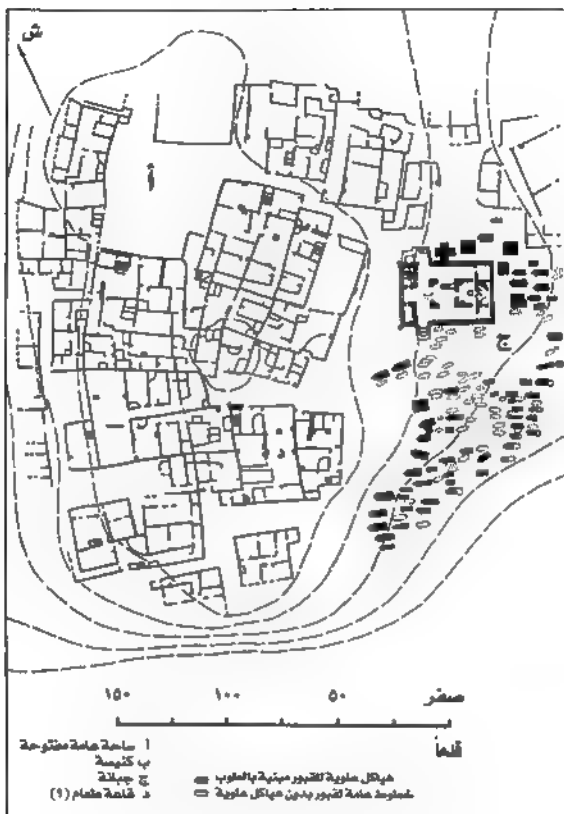 ش
أ
ج
صفر ٥٠ ١٠٠ ١٥٠
قدماً
أ ساحة عامة مفتوحة
ب كنيسة
ج جبانة
د قاعة طعام (؟)
هياكل علوية للقبور مبنية بالطوب
خطوط عامة لقبور بدون هياكل علوية